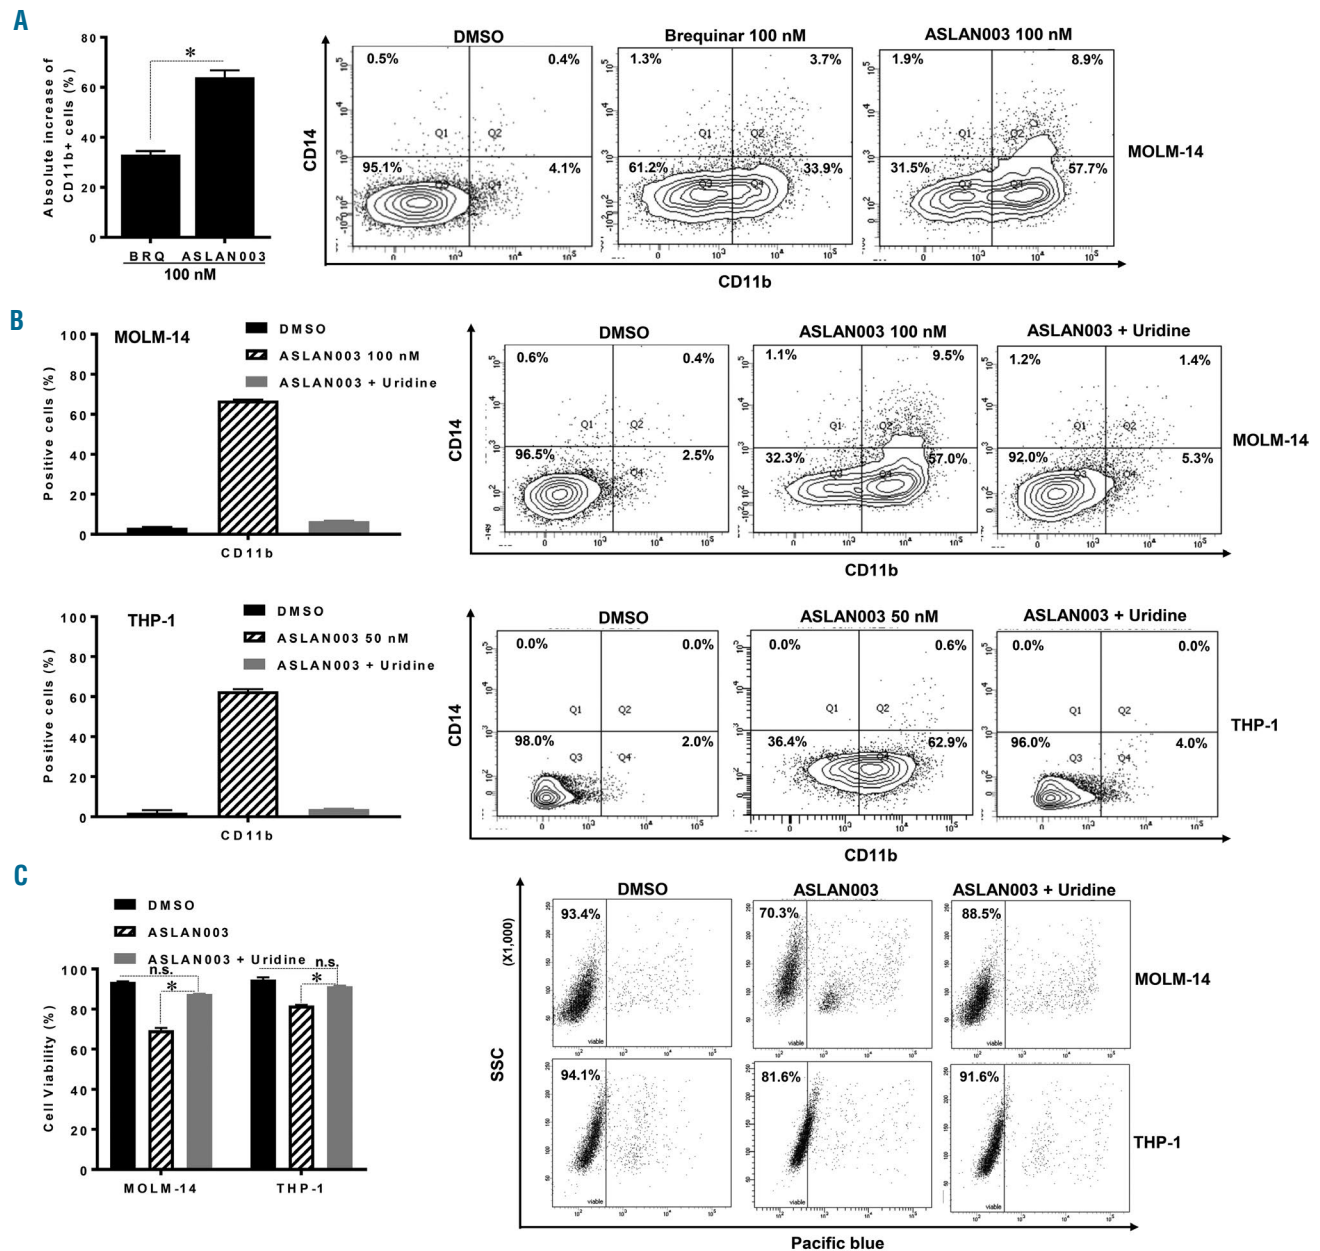 A
Absolute increase of
CD11b+ cells (%)
80
60
40
20
0
*
BRQ ASLAN003
100 nM
DMSO
Brequinar 100 nM
ASLAN003 100 nM
CD14
0.5% 0.4%
95.1% 4.1%
1.3% 3.7%
61.2% 33.9%
1.9% 8.9%
31.5% 57.7%
Q1 Q2 Q3 Q4
MOLM-14
CD11b
B
MOLM-14
DMSO
ASLAN003 100 nM
ASLAN003 + Uridine
Positive cells (%)
100
80
60
40
20
0
CD11b
DMSO
ASLAN003 100 nM
ASLAN003 + Uridine
CD14
0.6% 0.4%
96.5% 2.5%
1.1% 9.5%
32.3% 57.0%
1.2% 1.4%
92.0% 5.3%
MOLM-14
CD11b
THP-1
DMSO
ASLAN003 50 nM
ASLAN003 + Uridine
Positive cells (%)
100
80
60
40
20
0
CD11b
DMSO
ASLAN003 50 nM
ASLAN003 + Uridine
CD14
0.0% 0.0%
98.0% 2.0%
0.0% 0.6%
36.4% 62.9%
0.0% 0.0%
96.0% 4.0%
THP-1
CD11b
C
DMSO
ASLAN003
ASLAN003 + Uridine
Cell Viability (%)
100
80
60
40
20
0
n.s.
*
n.s.
*
MOLM-14 THP-1
DMSO
ASLAN003
ASLAN003 + Uridine
(X1,000)
SSC
93.4% 70.3% 88.5%
viable viable viable
MOLM-14
94.1% 81.6% 91.6%
viable viable viable
THP-1
Pacific blue